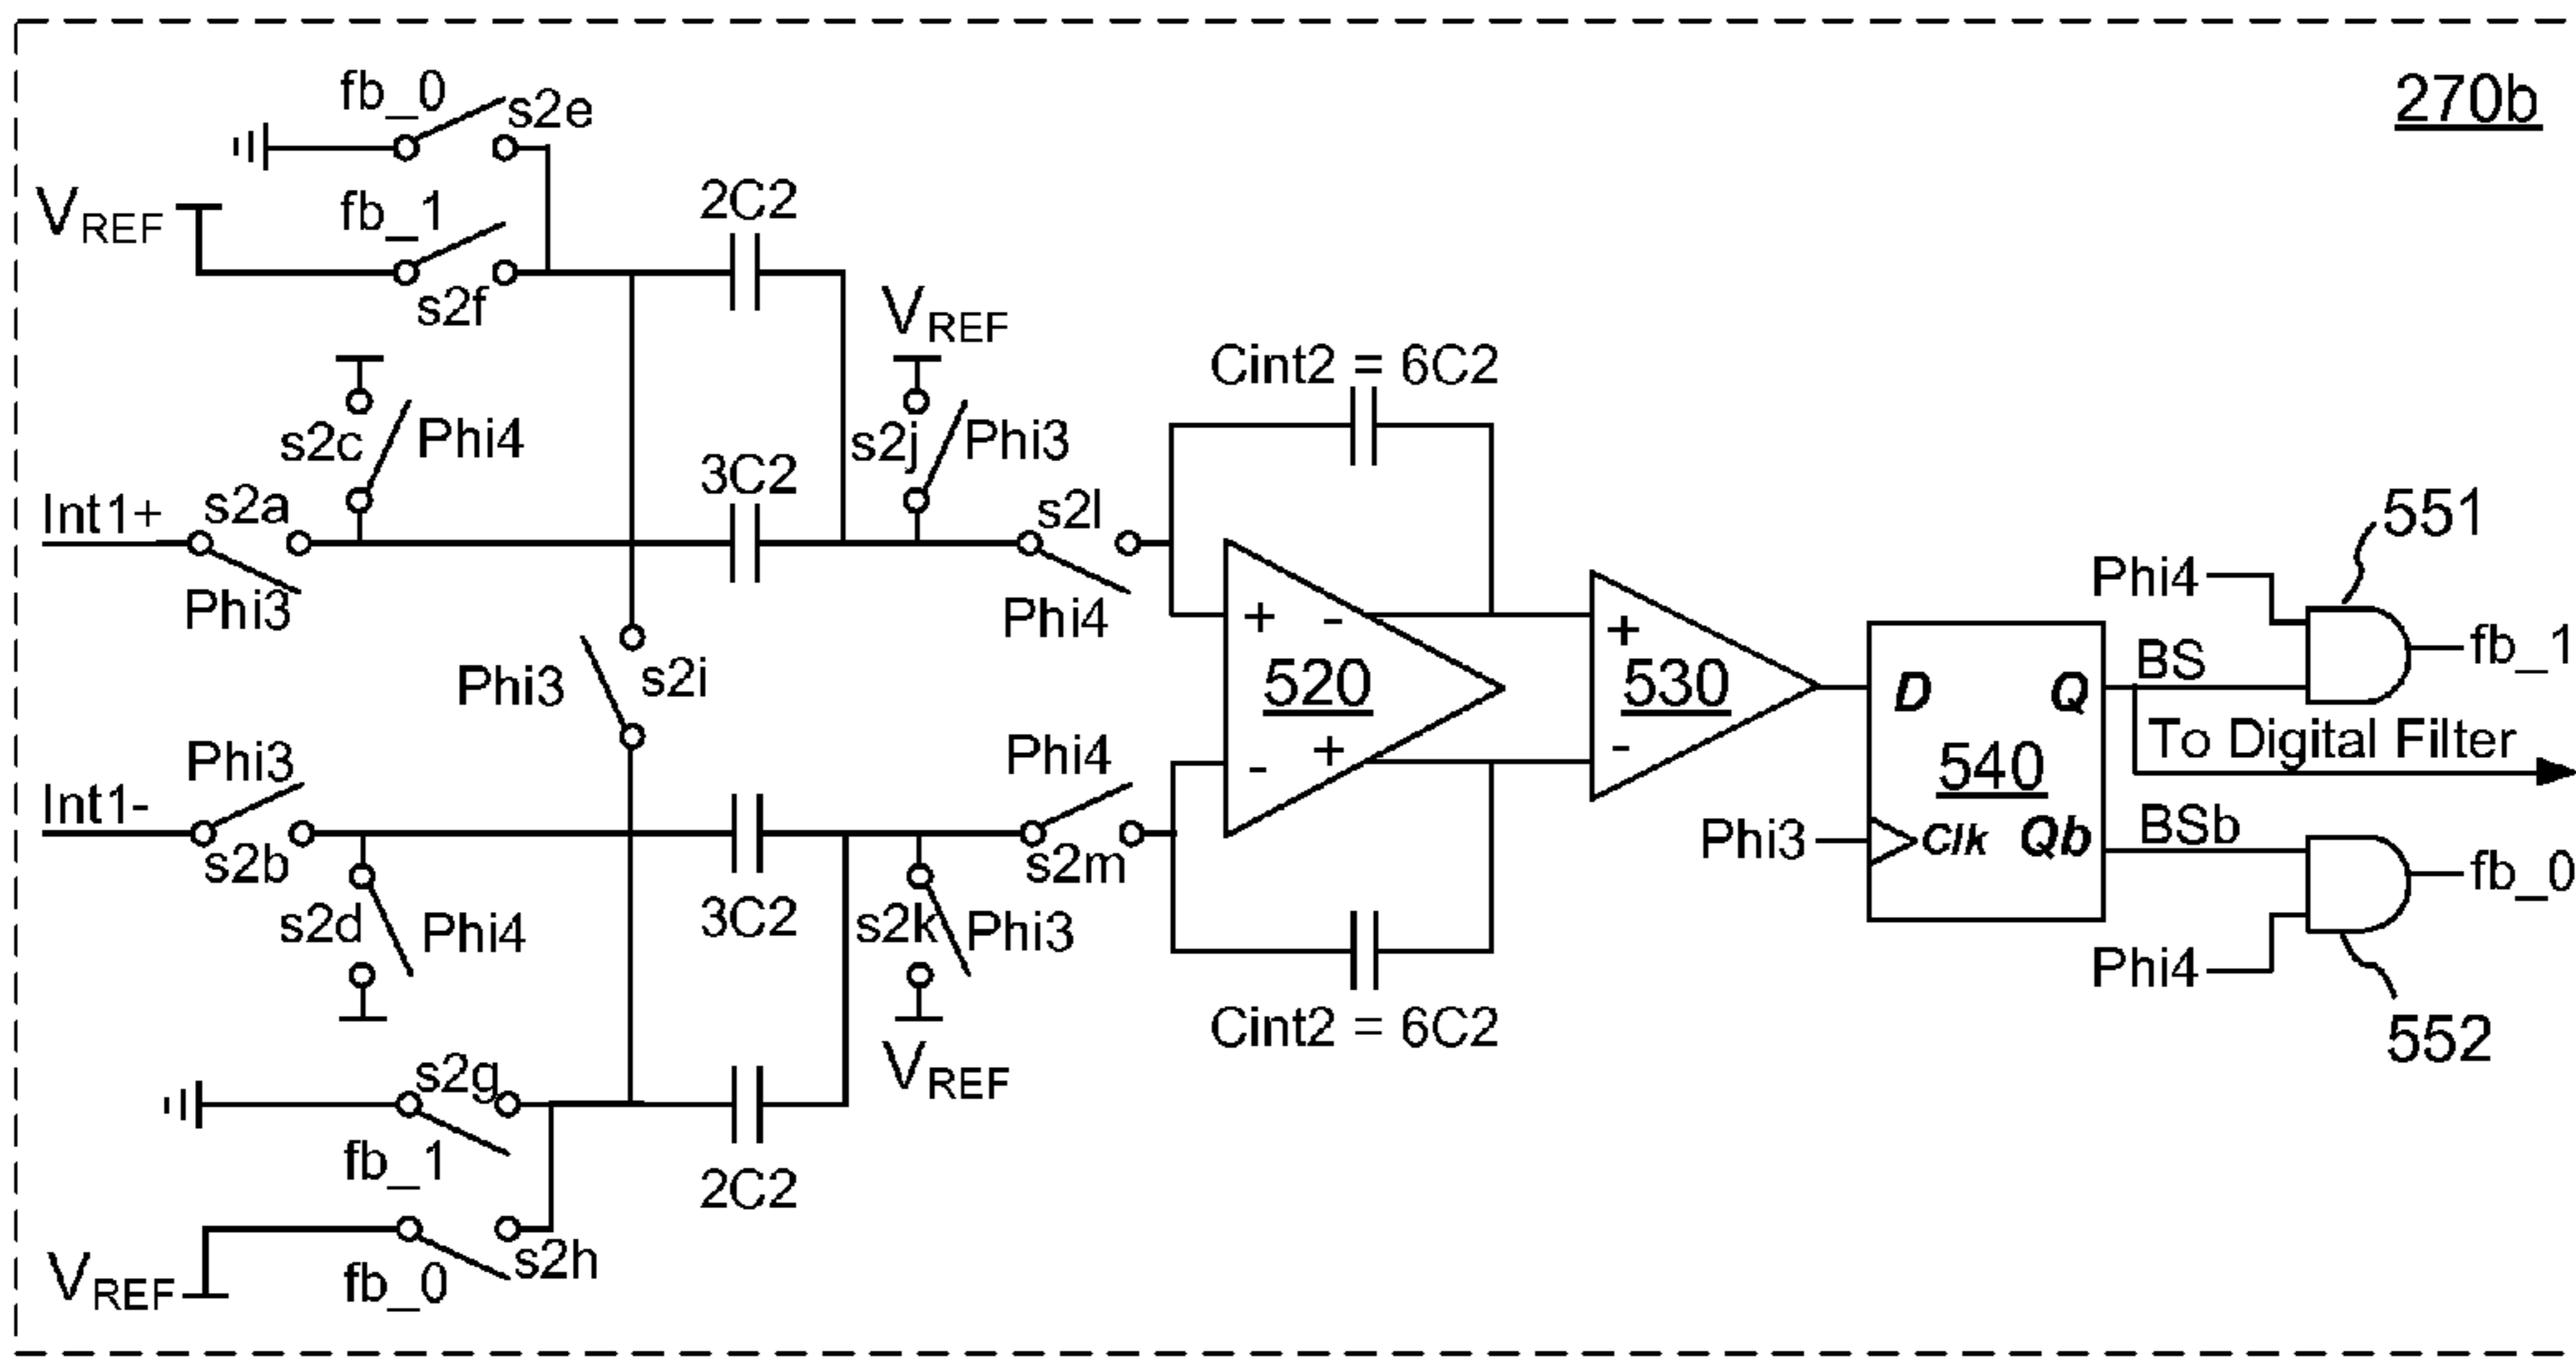 270b
fb_0
s2e
VREF
fb_1
s2f
2C2
VREF
s2c
Phi4
s2j
Phi3
Cint2 = 6C2
Int1+
s2a
Phi3
3C2
s2l
Phi4
551
Phi4
fb_1
+
-
520
-
+
+
530
-
D
Q
540
Clk
Qb
BS
To Digital Filter
BSb
fb_0
Phi3
Phi4
552
Phi3
s2i
Int1-
Phi3
s2b
s2d
Phi4
3C2
s2k
Phi3
Phi4
s2m
VREF
Cint2 = 6C2
s2g
fb_1
2C2
VREF
fb_0
s2h